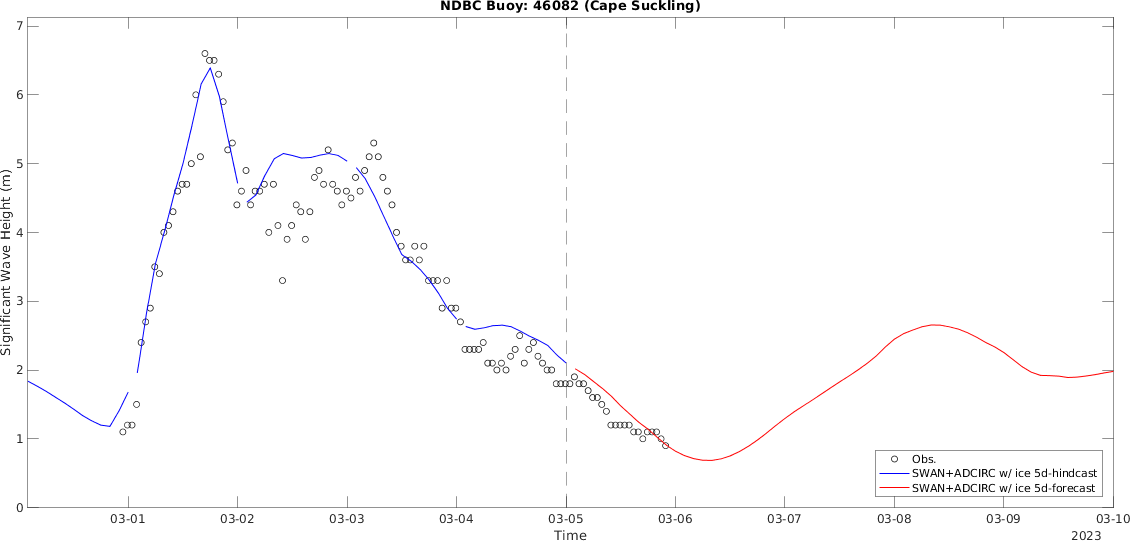 NDBC Buoy: 46082 (Cape Suckling)
7
6
5
4
3
2
1
0
Significant Wave Height (m)
Obs.
SWAN+ADCIRC w/ ice 5d-hindcast
SWAN+ADCIRC w/ ice 5d-forecast
03-01 03-02 03-03 03-04 03-05 03-06 03-07 03-08 03-09 03-10
Time
2023